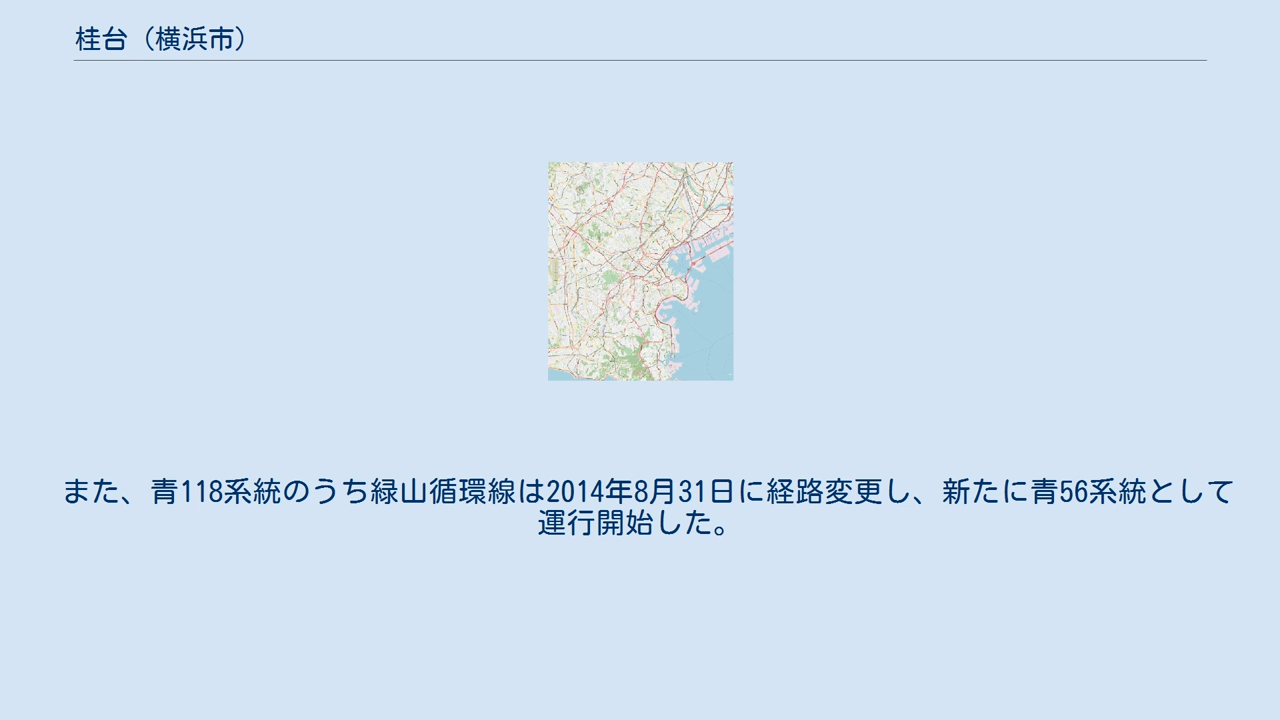 桂台（横浜市）
また、青118系統のうち緑山循環線は2014年8月31日に経路変更し、新たに青56系統として
運行開始した。